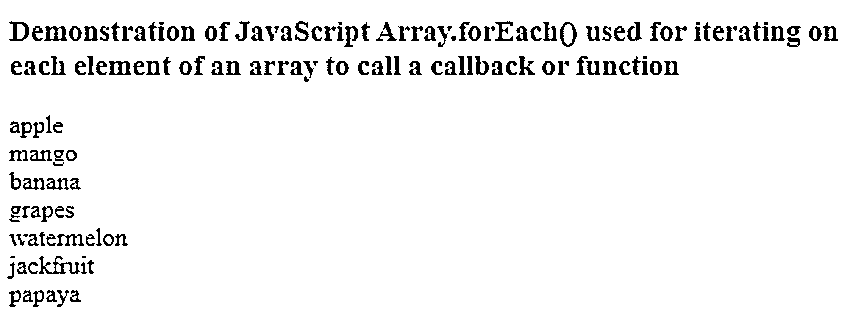 Demonstration of JavaScript Array.forEach() used for iterating on
each element of an array to call a callback or function
apple
mango
banana
grapes
watermelon
jackfruit
papaya